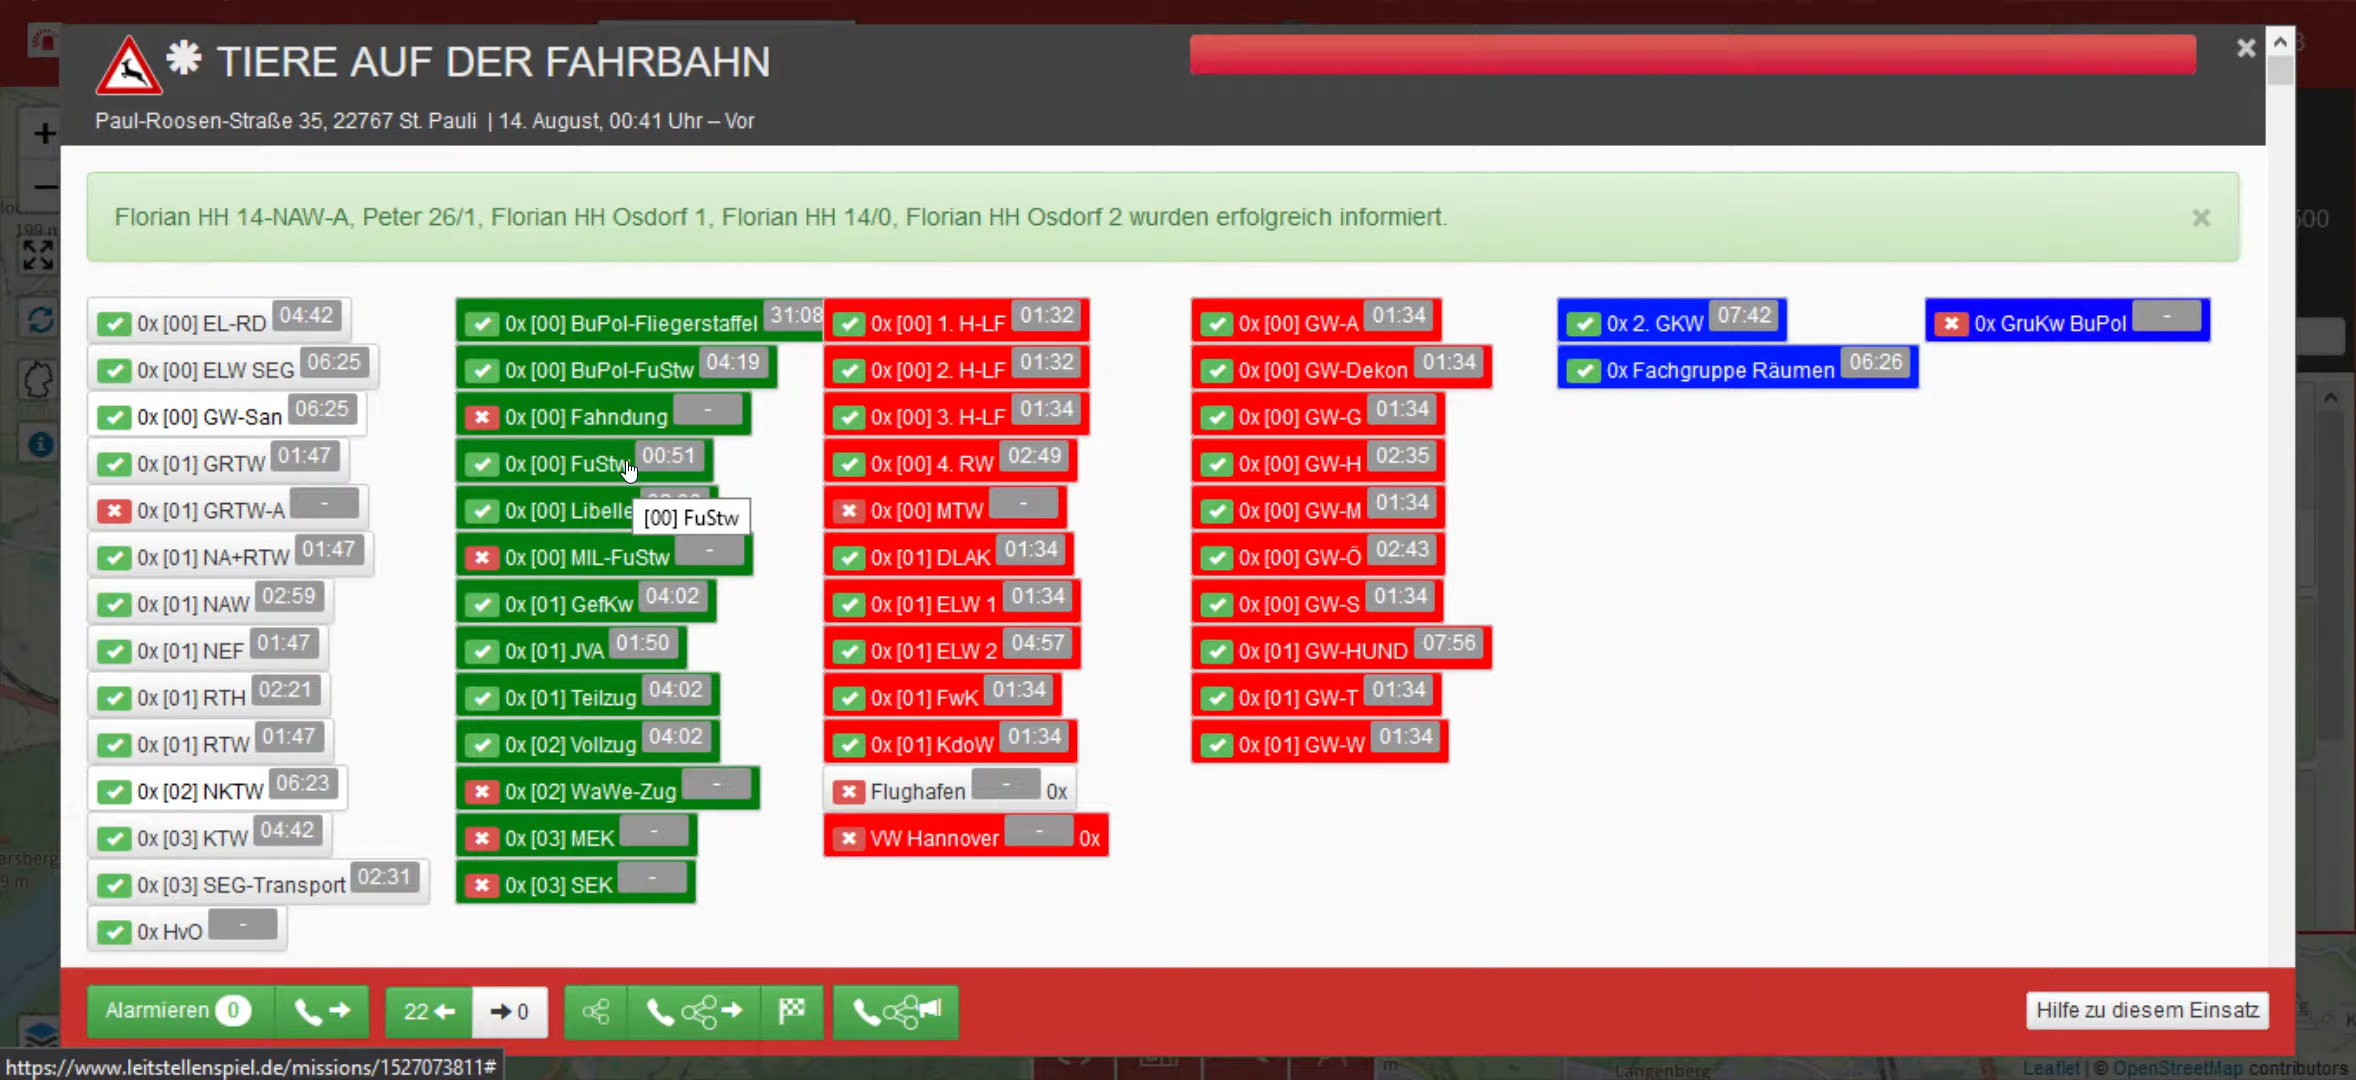 TIERE AUF DER FAHRBAHN
Paul-Roosen-Straße 35, 22767 St. Pauli | 14. August, 00:41 Uhr – Vor
Florian HH 14-NAW-A, Peter 26/1, Florian HH Osdorf 1, Florian HH 14/0, Florian HH Osdorf 2 wurden erfolgreich informiert.
0x [00] EL-RD 04:42
0x [00] ELW SEG 06:25
0x [00] GW-San 06:25
0x [01] GRTW 01:47
0x [01] GRTW-A -
0x [01] NA+RTW 01:47
0x [01] NAW 02:59
0x [01] NEF 01:47
0x [01] RTH 02:21
0x [01] RTW 01:47
0x [02] NKTW 06:23
0x [03] KTW 04:42
0x [03] SEG-Transport 02:31
0x HvO -
0x [00] BuPol-Fliegerstaffel 31:08
0x [00] BuPol-FuStw 04:19
0x [00] Fahndung -
0x [00] FuStw 00:51
0x [00] Libelle
[00] FuStw
0x [00] MIL-FuStw -
0x [01] GefKw 04:02
0x [01] JVA 01:50
0x [01] Teilzug 04:02
0x [02] Vollzug 04:02
0x [02] WaWe-Zug -
0x [03] MEK -
0x [03] SEK -
0x [00] 1. H-LF 01:32
0x [00] 2. H-LF 01:32
0x [00] 3. H-LF 01:34
0x [00] 4. RW 02:49
0x [00] MTW -
0x [01] DLAK 01:34
0x [01] ELW 1 01:34
0x [01] ELW 2 04:57
0x [01] FwK 01:34
0x [01] KdoW 01:34
Flughafen - 0x
VW Hannover - 0x
0x [00] GW-A 01:34
0x [00] GW-Dekon 01:34
0x [00] GW-G 01:34
0x [00] GW-H 02:35
0x [00] GW-M 01:34
0x [00] GW-Ö 02:43
0x [00] GW-S 01:34
0x [01] GW-HUND 07:56
0x [01] GW-T 01:34
0x [01] GW-W 01:34
0x 2. GKW 07:42
0x Fachgruppe Räumen 06:26
0x GruKw BuPol -
Alarmieren 0
22
0
Hilfe zu diesem Einsatz
https://www.leitstellenspiel.de/missions/1527073811#
Langenberg
Leaflet | © OpenStreetMap contributors